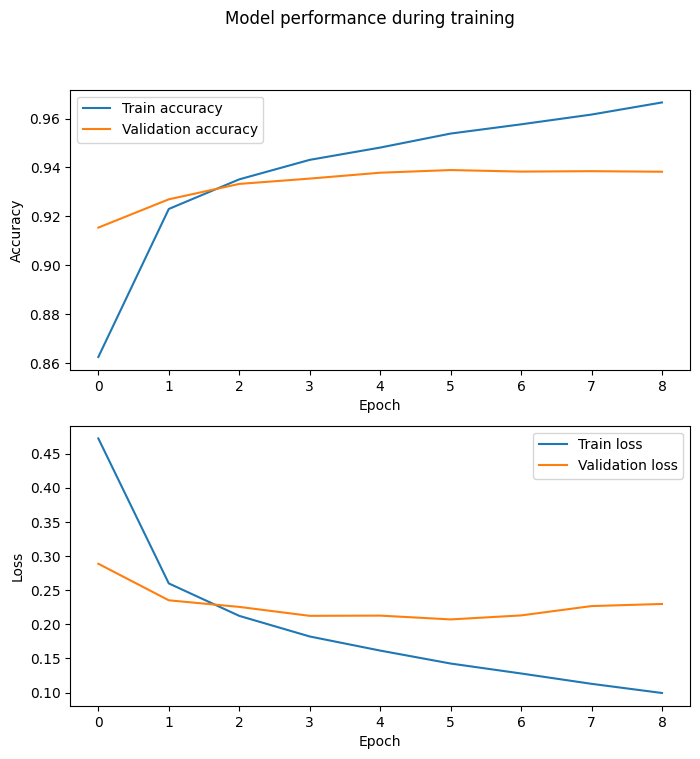 Model performance during training
Train accuracy
Validation accuracy
0.96
0.94
0.92
0.90
0.88
0.86
Accuracy
0 1 2 3 4 5 6 7 8
Epoch
Train loss
Validation loss
0.45
0.40
0.35
0.30
0.25
0.20
0.15
0.10
Loss
0 1 2 3 4 5 6 7 8
Epoch